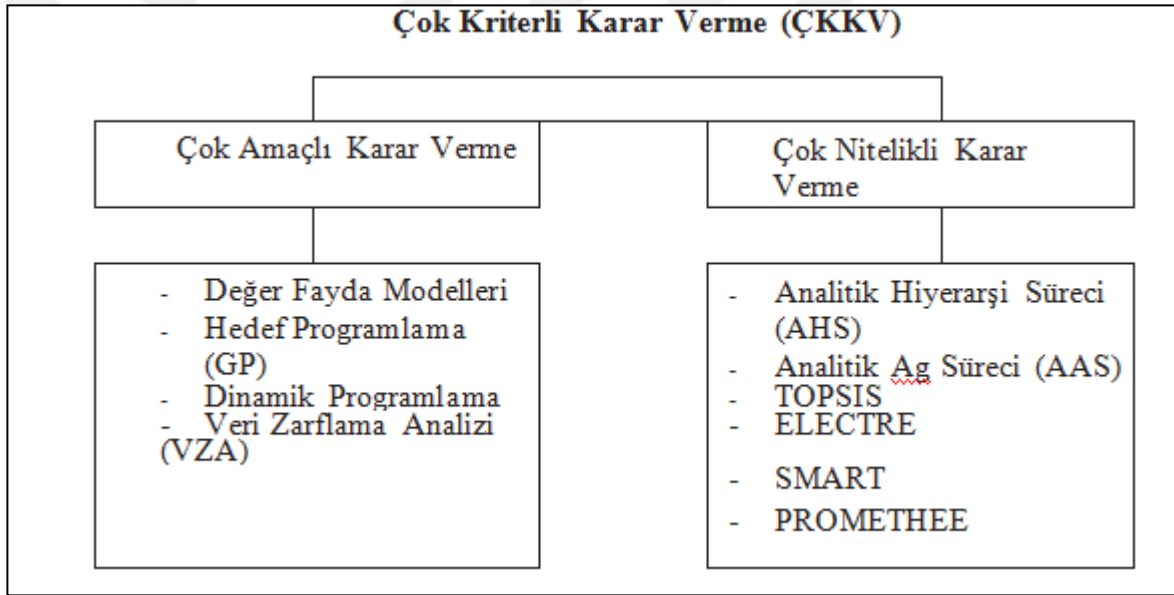 Çok Kriterli Karar Verme (ÇKKV)
Çok Amaçlı Karar Verme
Çok Nitelikli Karar
Verme
- Değer Fayda Modelleri
- Hedef Programlama
(GP)
- Dinamik Programlama
- Veri Zarflama Analizi
(VZA)
- Analitik Hiyerarşi Süreci
(AHS)
- Analitik Ag Süreci (AAS)
- TOPSIS
- ELECTRE
- SMART
- PROMETHEE